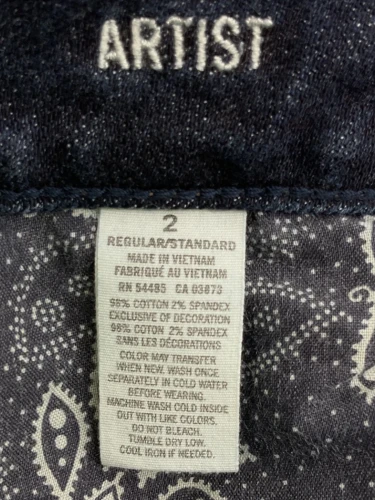 ARTIST
2
REGULAR/STANDARD
MADE IN VIETNAM
FABRIQUÉ AU VIETNAM
RN 54485 CA 03873
98% COTTON 2% SPANDEX
EXCLUSIVE OF DECORATION
98% COTON 2% SPANDEX
SANS LES DÉCORATIONS
COLOR MAY TRANSFER
WHEN NEW. WASH ONCE
SEPARATELY IN COLD WATER
BEFORE WEARING.
MACHINE WASH COLD INSIDE
OUT WITH LIKE COLORS.
DO NOT BLEACH.
TUMBLE DRY LOW.
COOL IRON IF NEEDED.